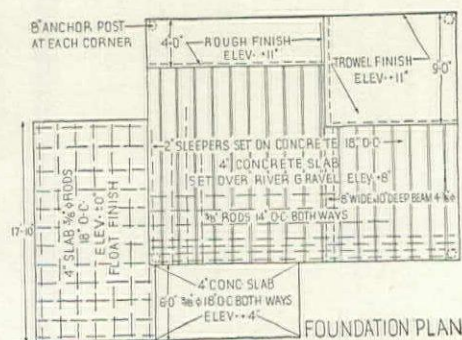 8" ANCHOR POST
AT EACH CORNER
4'-0"
ROUGH FINISH
ELEV·+11"
TROWEL FINISH
ELEV·+11"
9'-0"
2" SLEEPERS SET ON CONCRETE 18" O·C
4" CONCRETE SLAB
SET OVER RIVER GRAVEL ELEV·+8"
8" WIDE×10" DEEP BEAM
3/8" RODS 14" O·C BOTH WAYS
17'-10"
4" SLAB 3/8" φ RODS
18" O·C
ELEV·±0"
FLOAT FINISH
4" CONC SLAB
6'-0"
3/8" φ 18" O·C BOTH WAYS
ELEV·+4"
FOUNDATION PLAN